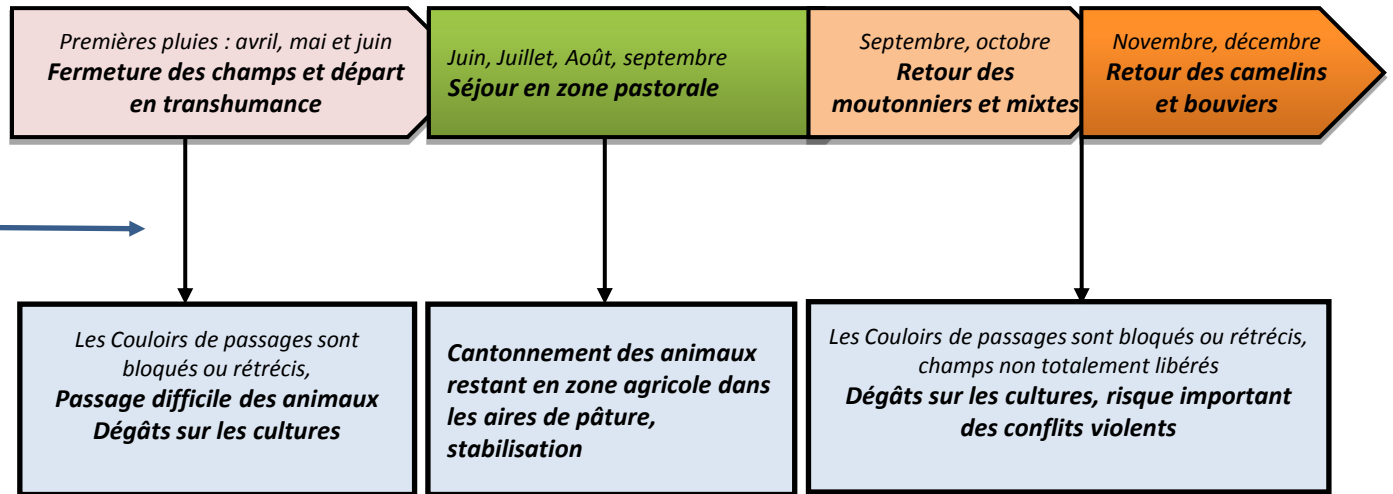 Premières pluies : avril, mai et juin
Fermeture des champs et départ
en transhumance
Juin, Juillet, Août, septembre
Séjour en zone pastorale
Septembre, octobre
Retour des
moutonniers et mixtes
Novembre, décembre
Retour des camelins
et bouviers
Les Couloirs de passages sont
bloqués ou rétrécis,
Passage difficile des animaux
Dégâts sur les cultures
Cantonnement des animaux
restant en zone agricole dans
les aires de pâture,
stabilisation
Les Couloirs de passages sont bloqués ou rétrécis,
champs non totalement libérés
Dégâts sur les cultures, risque important
des conflits violents